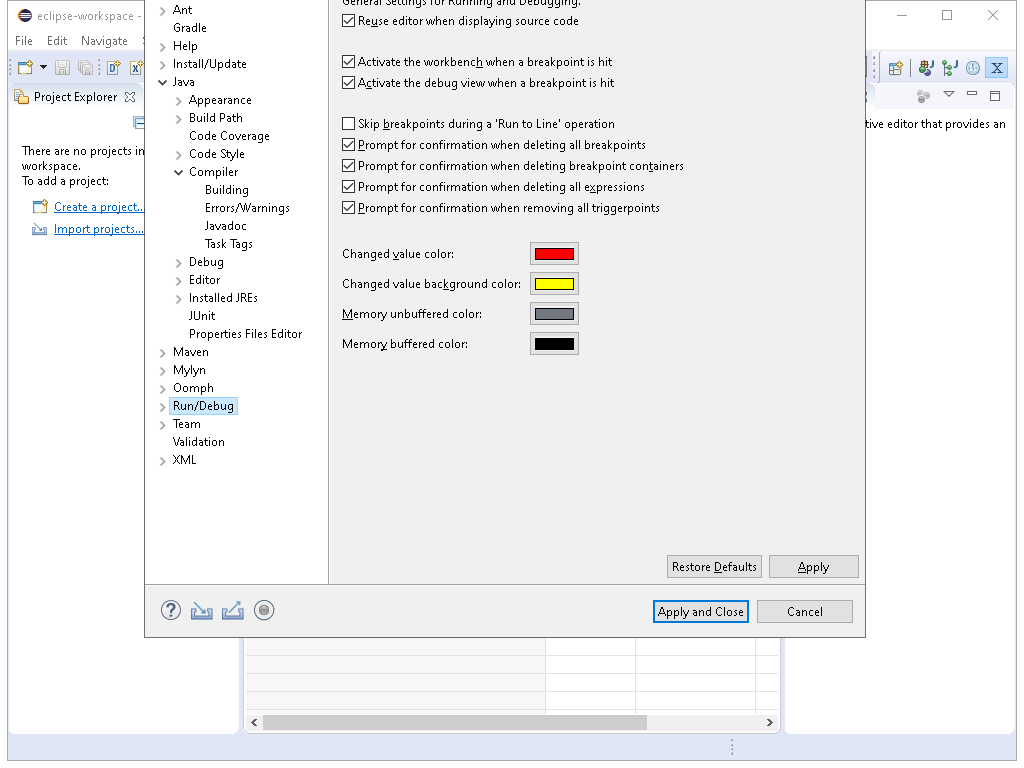 eclipse-workspace -
File Edit Navigate
Project Explorer
There are no projects in
workspace.
To add a project:
Create a project...
Import projects...
Ant
Gradle
Help
Install/Update
Java
Appearance
Build Path
Code Coverage
Code Style
Compiler
Building
Errors/Warnings
Javadoc
Task Tags
Debug
Editor
Installed JREs
JUnit
Properties Files Editor
Maven
Mylyn
Oomph
Run/Debug
Team
Validation
XML
General Settings for Running and Debugging.
Reuse editor when displaying source code
Activate the workbench when a breakpoint is hit
Activate the debug view when a breakpoint is hit
Skip breakpoints during a 'Run to Line' operation
Prompt for confirmation when deleting all breakpoints
Prompt for confirmation when deleting breakpoint containers
Prompt for confirmation when deleting all expressions
Prompt for confirmation when removing all triggerpoints
Changed value color:
Changed value background color:
Memory unbuffered color:
Memory buffered color:
Restore Defaults Apply
Apply and Close Cancel
tive editor that provides an